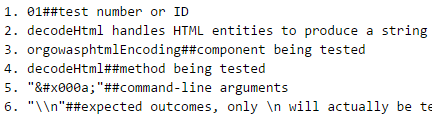 1. 01##test number or ID
2. decodeHtml handles HTML entities to produce a string
3. orgowasphtmlEncoding##component being tested
4. decodeHtml##method being tested
5. "&#x000a;"##command-line arguments
6. "\\n"##expected outcomes, only \n will actually be te